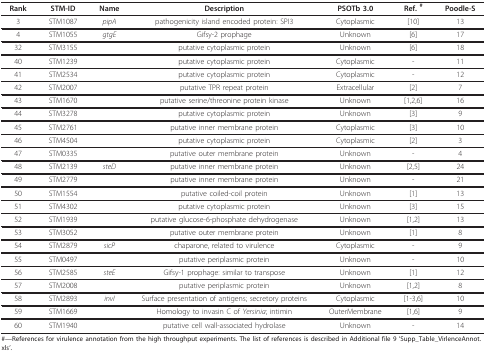 Rank STM-ID Name Description PSOTb 3.0 Ref. # Poodle-S
3 STM1087 pipA pathogenicity island encoded protein: SPI3 Cytoplasmic [10] 13
4 STM1055 gtgE Gifsy-2 prophage Unknown [6] 17
32 STM3155 putative cytoplasmic protein Unknown [6] 18
40 STM1239 putative cytoplasmic protein Cytoplasmic - 11
41 STM2534 putative cytoplasmic protein Cytoplasmic - 12
42 STM2007 putative TPR repeat protein Extracellular [2] 7
43 STM1670 putative serine/threonine protein kinase Unknown [1,2,6] 16
44 STM3278 putative cytoplasmic protein Unknown [3] 9
45 STM2761 putative inner membrane protein Cytoplasmic [3] 10
46 STM4504 putative cytoplasmic protein Cytoplasmic [2] 3
47 STM0335 putative outer membrane protein Unknown - 4
48 STM2139 steD putative inner membrane protein Unknown [2,5] 24
49 STM2779 putative inner membrane protein Unknown - 21
50 STM1554 putative coiled-coil protein Unknown [1] 13
51 STM4302 putative cytoplasmic protein Unknown [3] 15
52 STM1939 putative glucose-6-phosphate dehydrogenase Unknown [1,2] 13
53 STM3052 putative outer membrane protein Unknown [1] 8
54 STM2879 sicP chaparone, related to virulence Cytoplasmic - 9
55 STM0497 putative periplasmic protein Unknown - 10
56 STM2585 steE Gifsy-1 prophage: similar to transpose Unknown [1] 12
57 STM2008 putative periplasmic protein Unknown [1,2] 8
58 STM2893 invI Surface presentation of antigens; secretory proteins Cytoplasmic [1-3,6] 10
59 STM1669 Homology to invasin C of Yersinia; intimin OuterMembrane [1,6] 9
60 STM1940 putative cell wall-associated hydrolase Unknown - 14
#—References for virulence annotation from the high throughput experiments. The list of references is described in Additional file 9 'Supp_Table_VirlenceAnnot.
xls'.